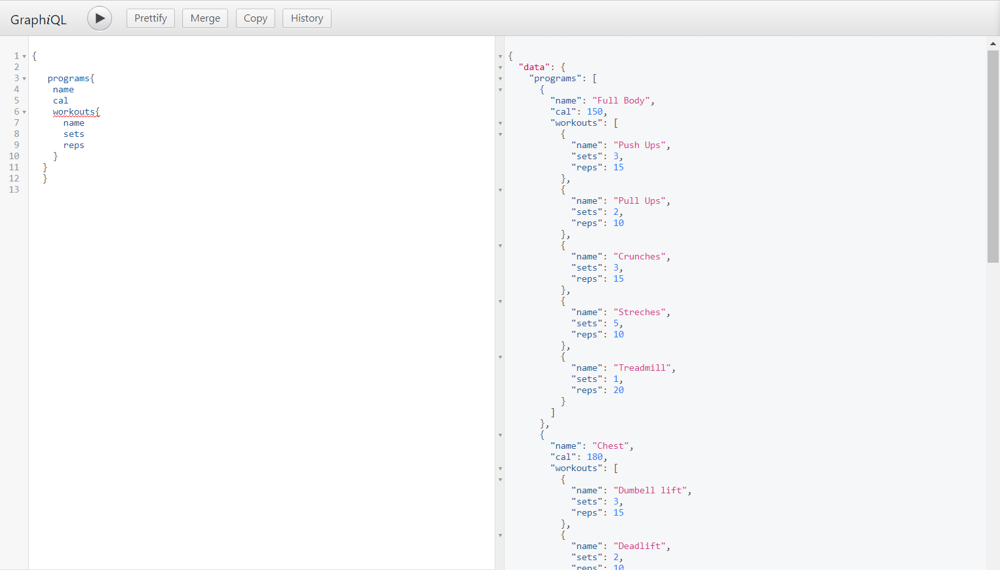 GraphiQL Prettify Merge Copy History
1 {
2
3 programs{
4 name
5 cal
6 workouts{
7 name
8 sets
9 reps
10 }
11 }
12 }
13
{
"data": {
"programs": [
{
"name": "Full Body",
"cal": 150,
"workouts": [
{
"name": "Push Ups",
"sets": 3,
"reps": 15
},
{
"name": "Pull Ups",
"sets": 2,
"reps": 10
},
{
"name": "Crunches",
"sets": 3,
"reps": 15
},
{
"name": "Streches",
"sets": 5,
"reps": 10
},
{
"name": "Treadmill",
"sets": 1,
"reps": 20
}
]
},
{
"name": "Chest",
"cal": 180,
"workouts": [
{
"name": "Dumbell lift",
"sets": 3,
"reps": 15
},
{
"name": "Deadlift",
"sets": 2,
"reps": 10